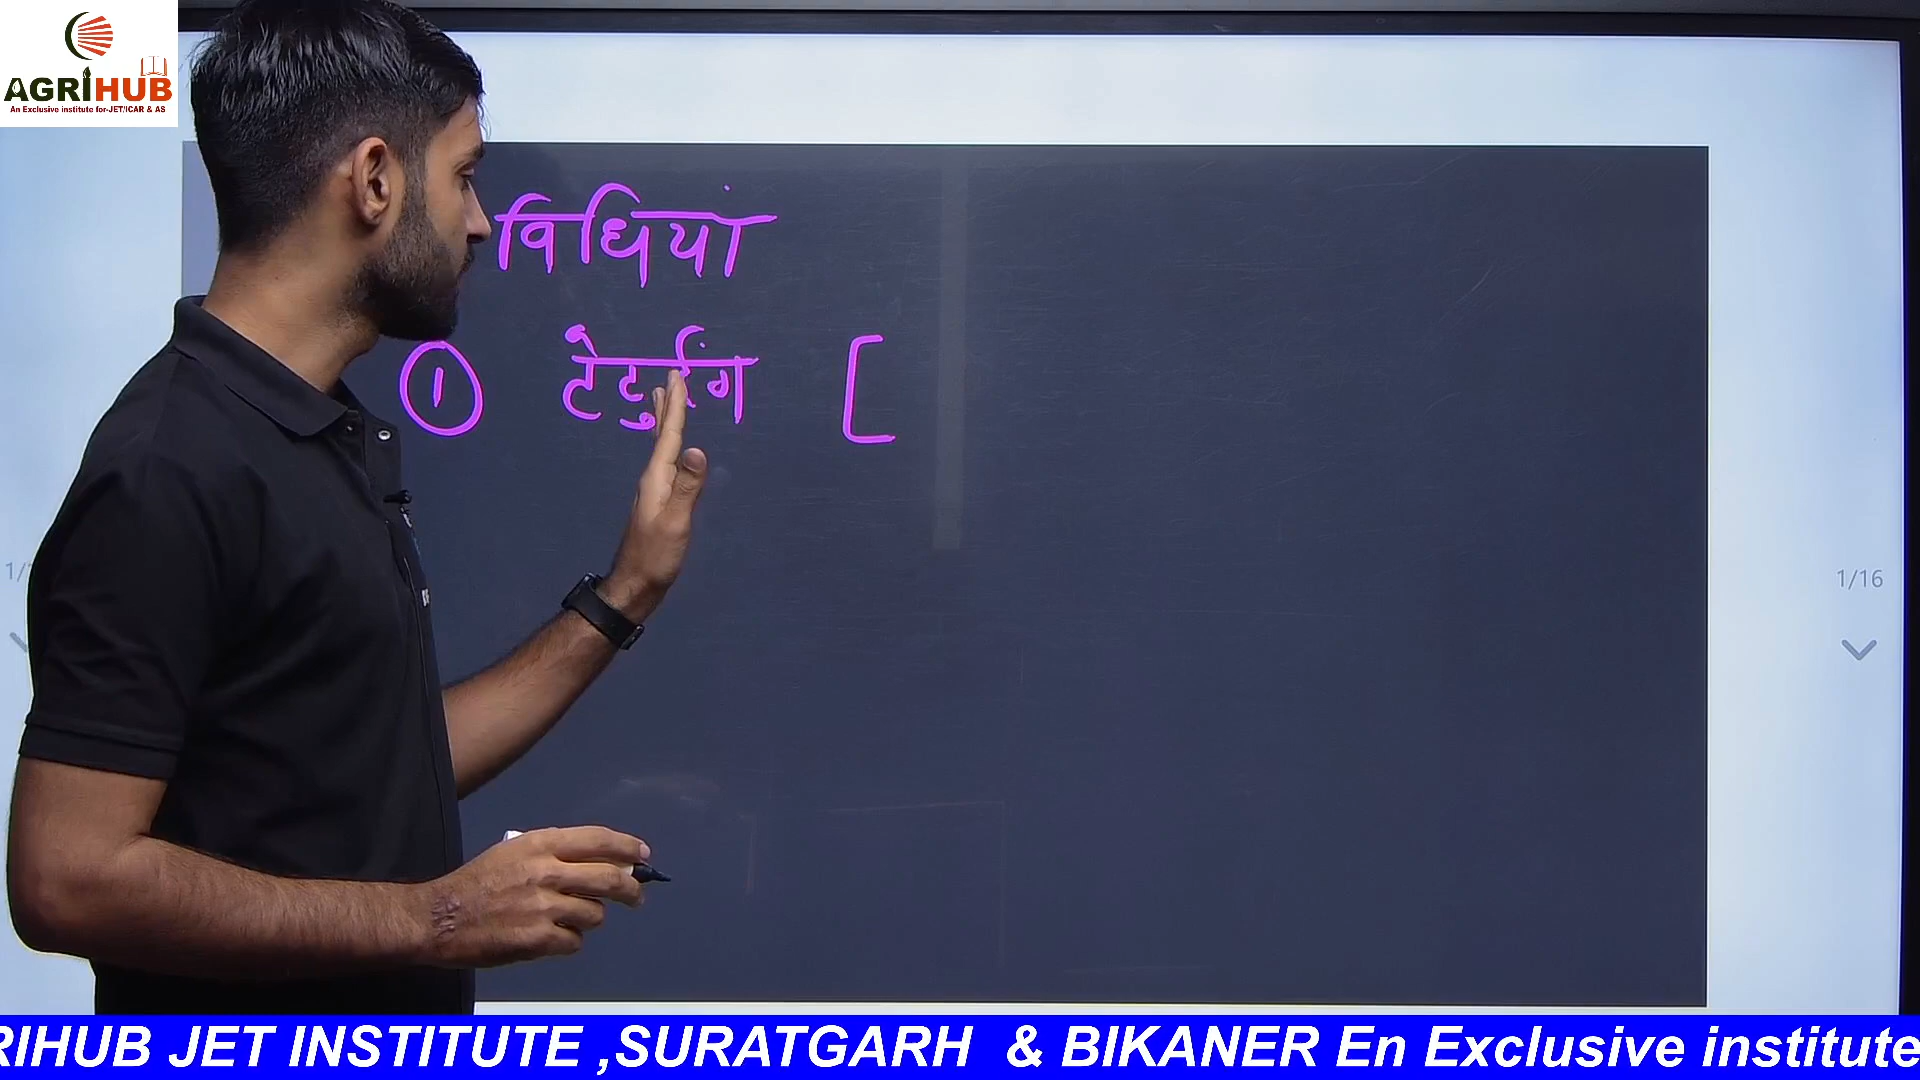 AGRIHUB
An Exclusive institute for-JET/ICAR & AS
विधियां
1 टेटुईंग [
1/16
RIHUB JET INSTITUTE ,SURATGARH & BIKANER En Exclusive institute